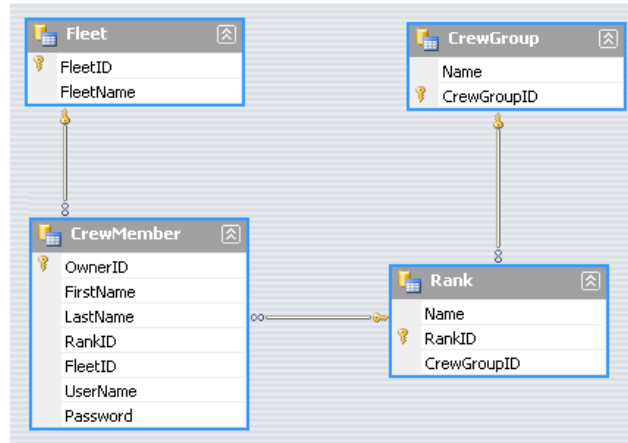 Fleet
FleetID
FleetName
CrewGroup
Name
CrewGroupID
CrewMember
OwnerID
FirstName
LastName
RankID
FleetID
UserName
Password
Rank
Name
RankID
CrewGroupID